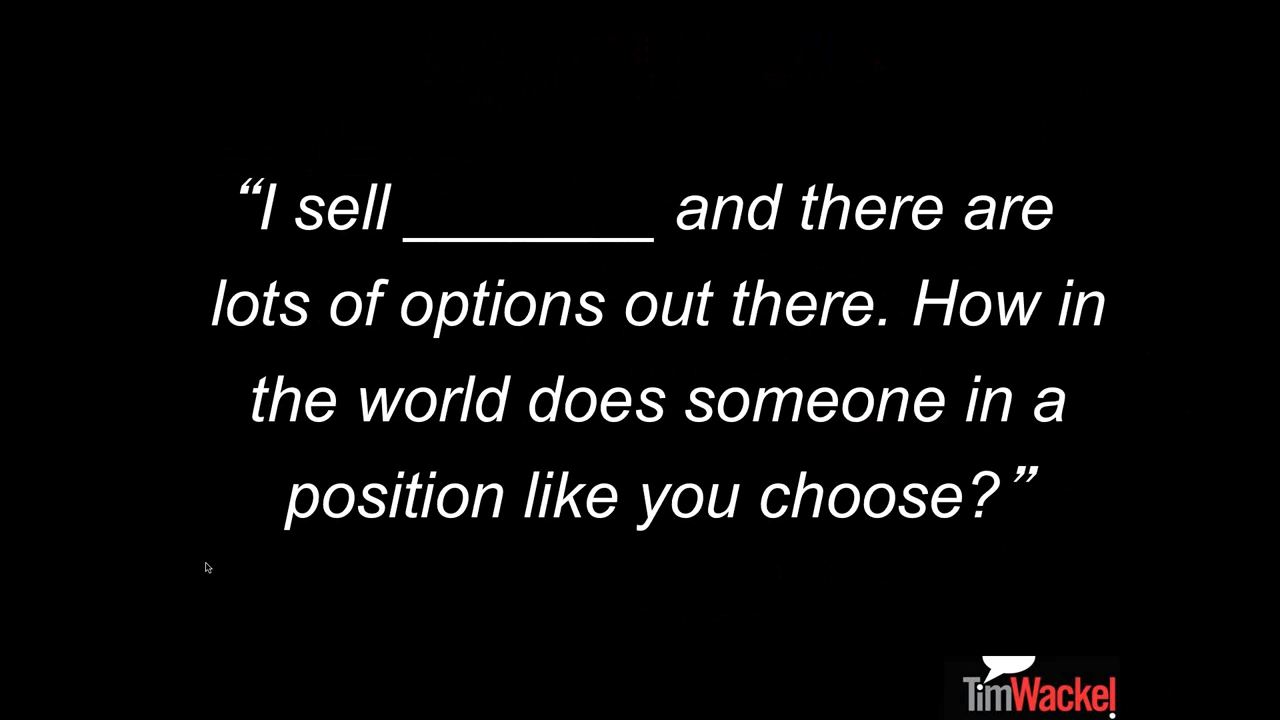 “I sell ________ and there are
lots of options out there. How in
the world does someone in a
position like you choose?”
TimWackel